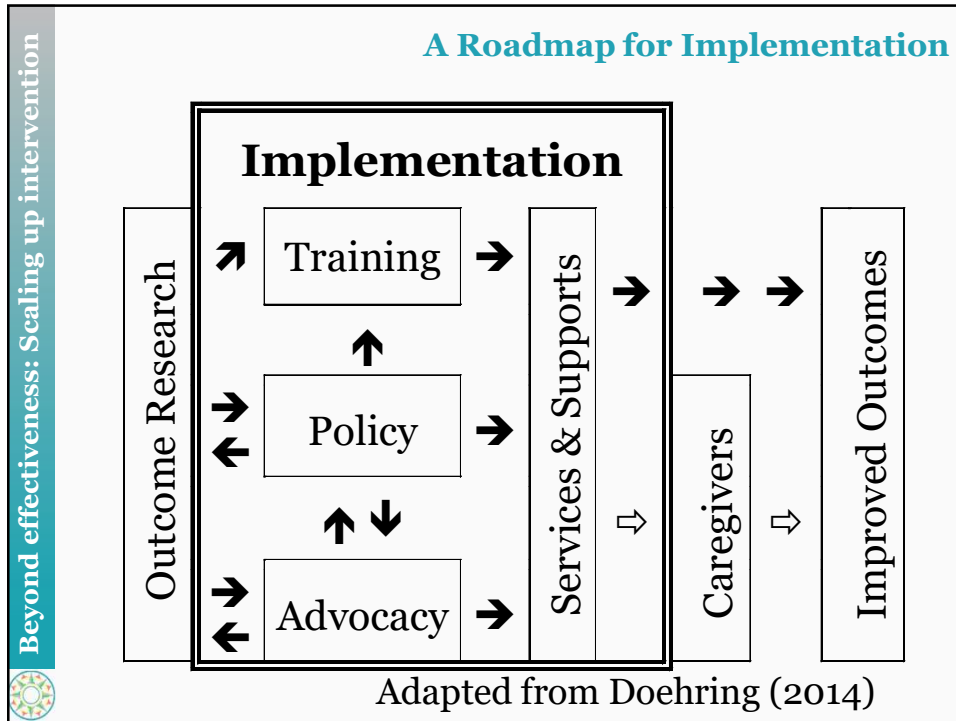 A Roadmap for Implementation
Beyond effectiveness: Scaling up intervention
Implementation
Outcome Research
Training
Policy
Advocacy
Services & Supports
Caregivers
Improved Outcomes
Adapted from Doehring (2014)